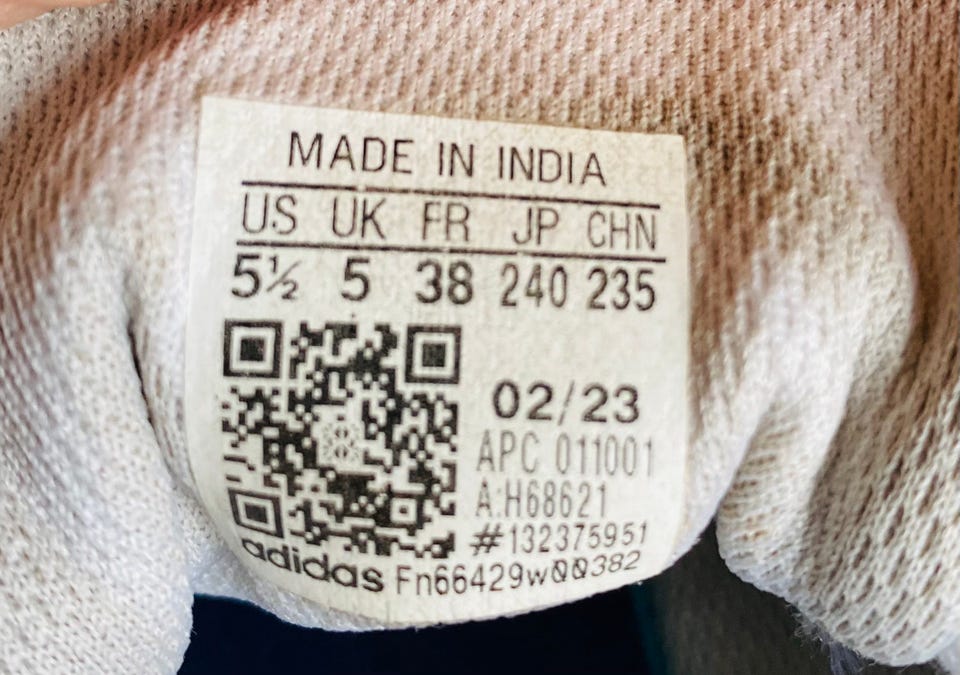 MADE IN INDIA
US UK FR JP CHN
5½ 5 38 240 235
02/23
APC 011001
A:H68621
#132375951
adidas Fn66429w00382